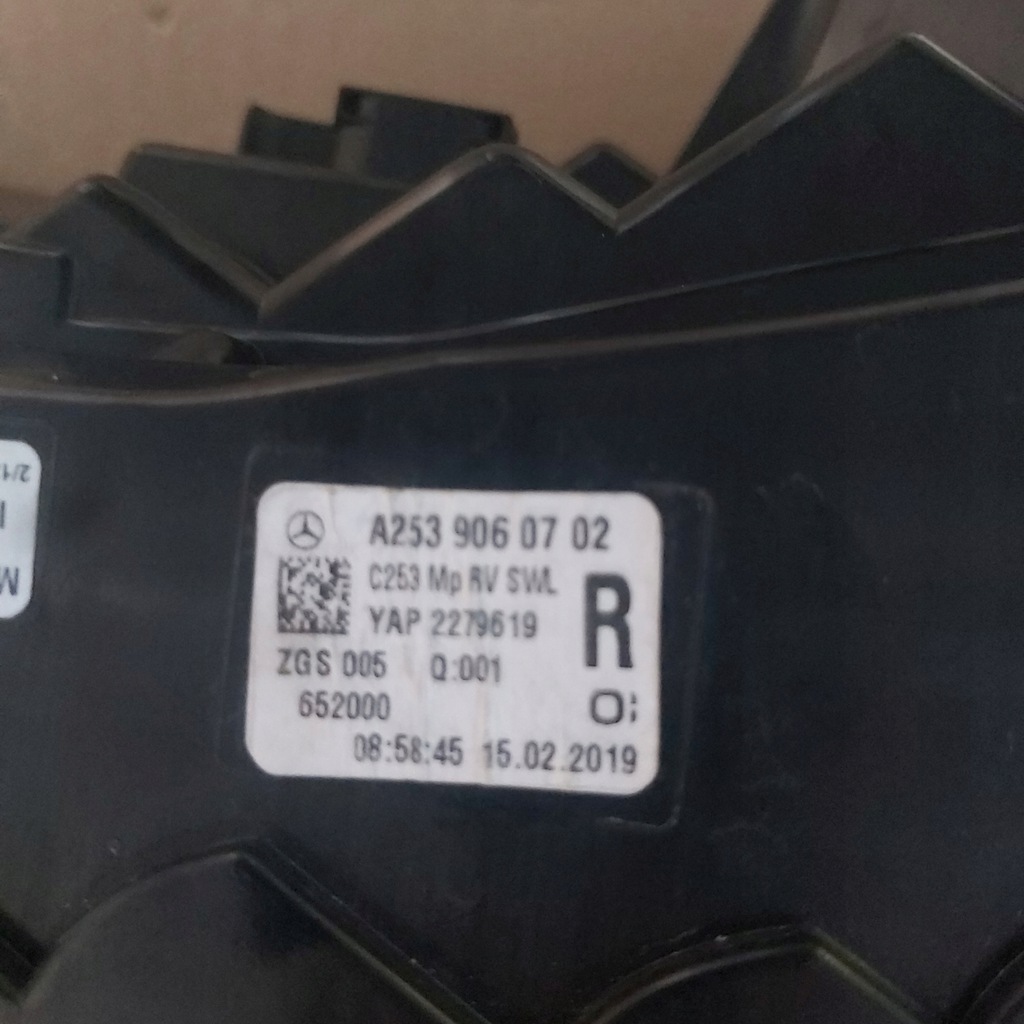 A253 906 07 02
C253 Mp RV SWL
YAP 2279619
R
ZGS 005 Q:001
652000
08:58:45 15.02.2019